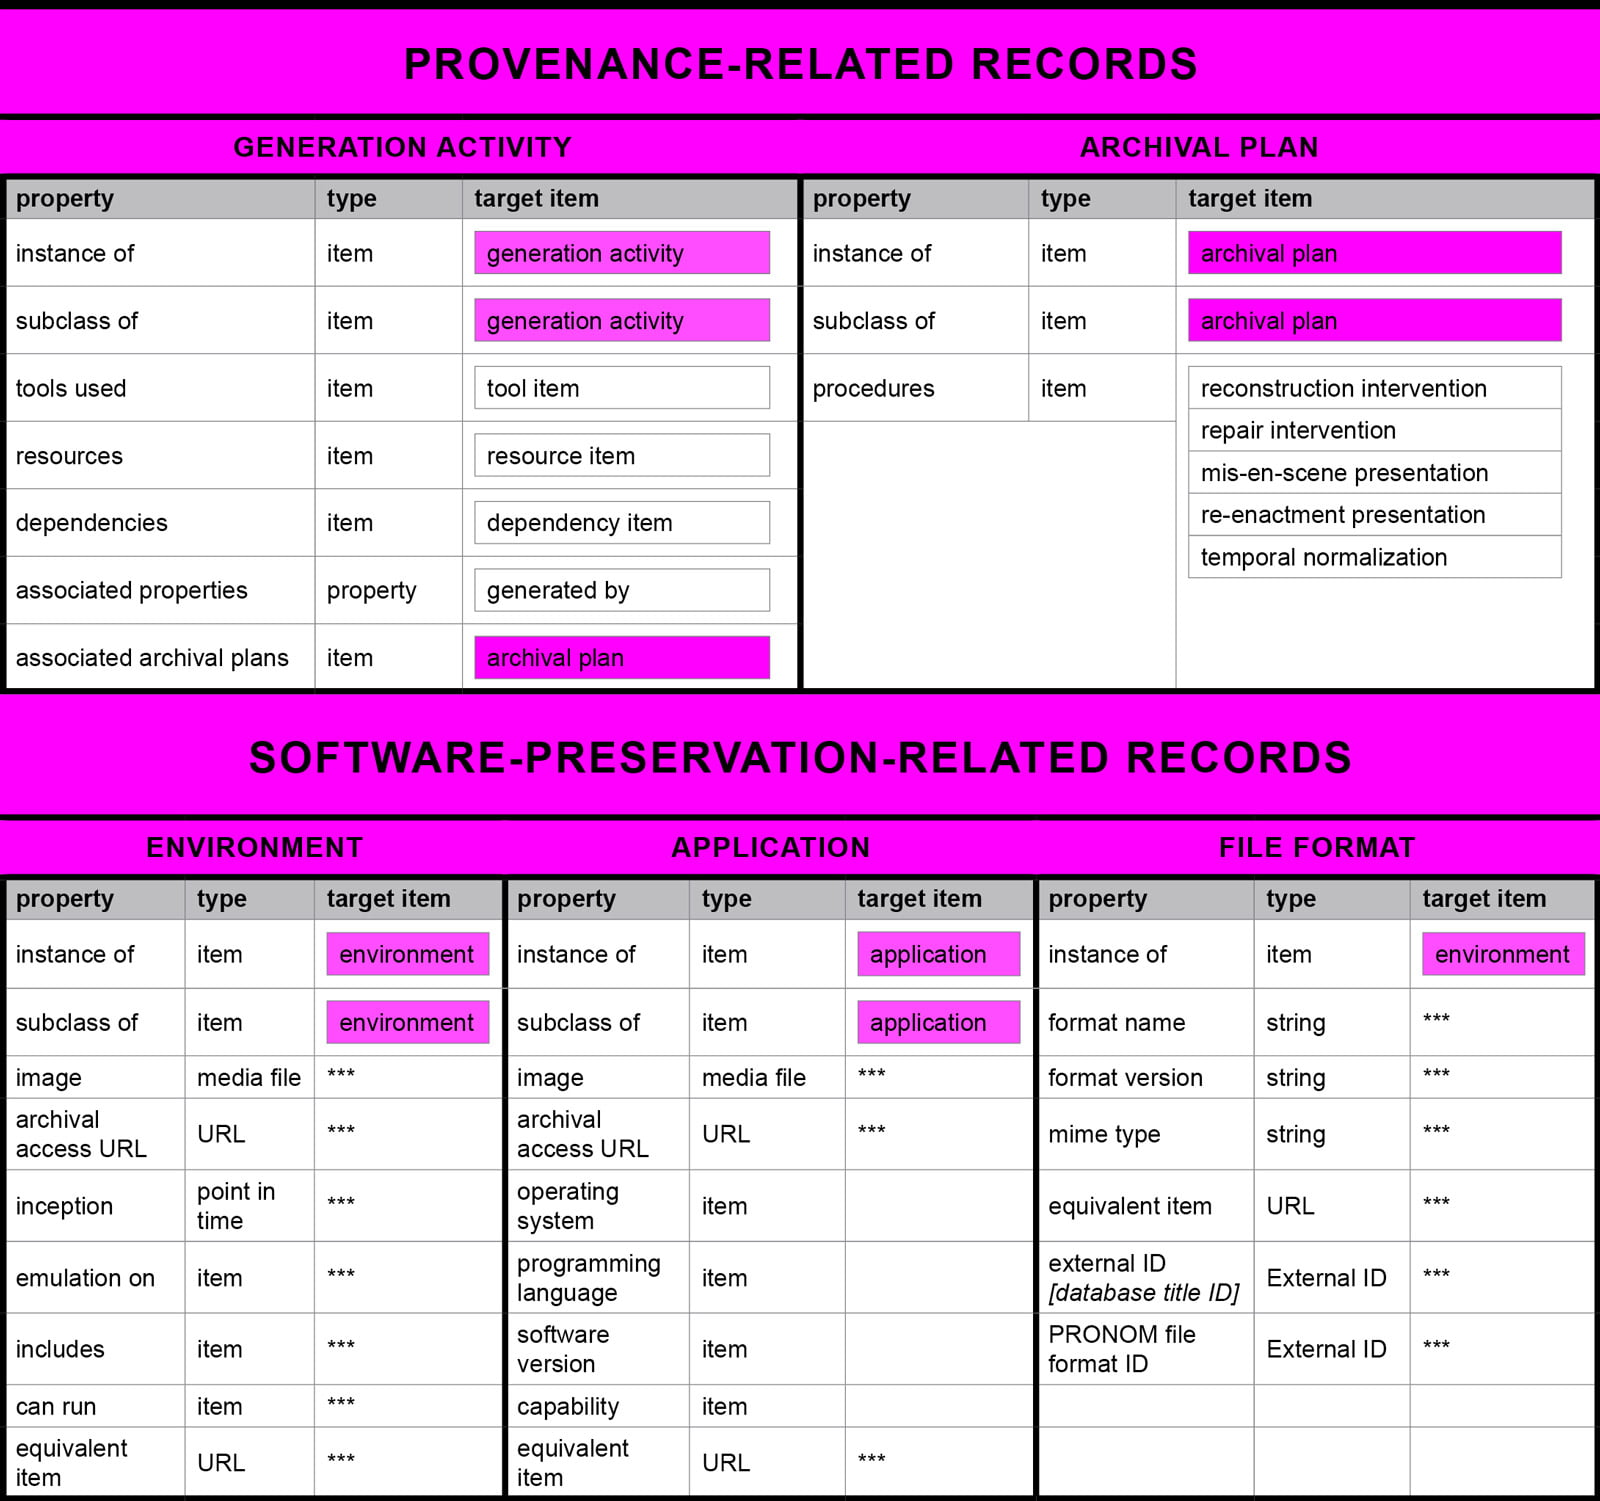 PROVENANCE-RELATED RECORDS
GENERATION ACTIVITY
property type target item
instance of item generation activity
subclass of item generation activity
tools used item tool item
resources item resource item
dependencies item dependency item
associated properties property generated by
associated archival plans item archival plan
ARCHIVAL PLAN
property type target item
instance of item archival plan
subclass of item archival plan
procedures item reconstruction intervention
repair intervention
mis-en-scene presentation
re-enactment presentation
temporal normalization
SOFTWARE-PRESERVATION-RELATED RECORDS
ENVIRONMENT
property type target item
instance of item environment
subclass of item environment
image media file ***
archival
access URL URL ***
inception point in
time ***
emulation on item ***
includes item ***
can run item ***
equivalent
item URL ***
APPLICATION
property type target item
instance of item application
subclass of item application
image media file ***
archival
access URL URL ***
operating
system item
programming
language item
software
version item
capability item
equivalent
item URL ***
FILE FORMAT
property type target item
instance of item environment
format name string ***
format version string ***
mime type string ***
equivalent item URL ***
external ID
[database title ID] External ID ***
PRONOM file
format ID External ID ***